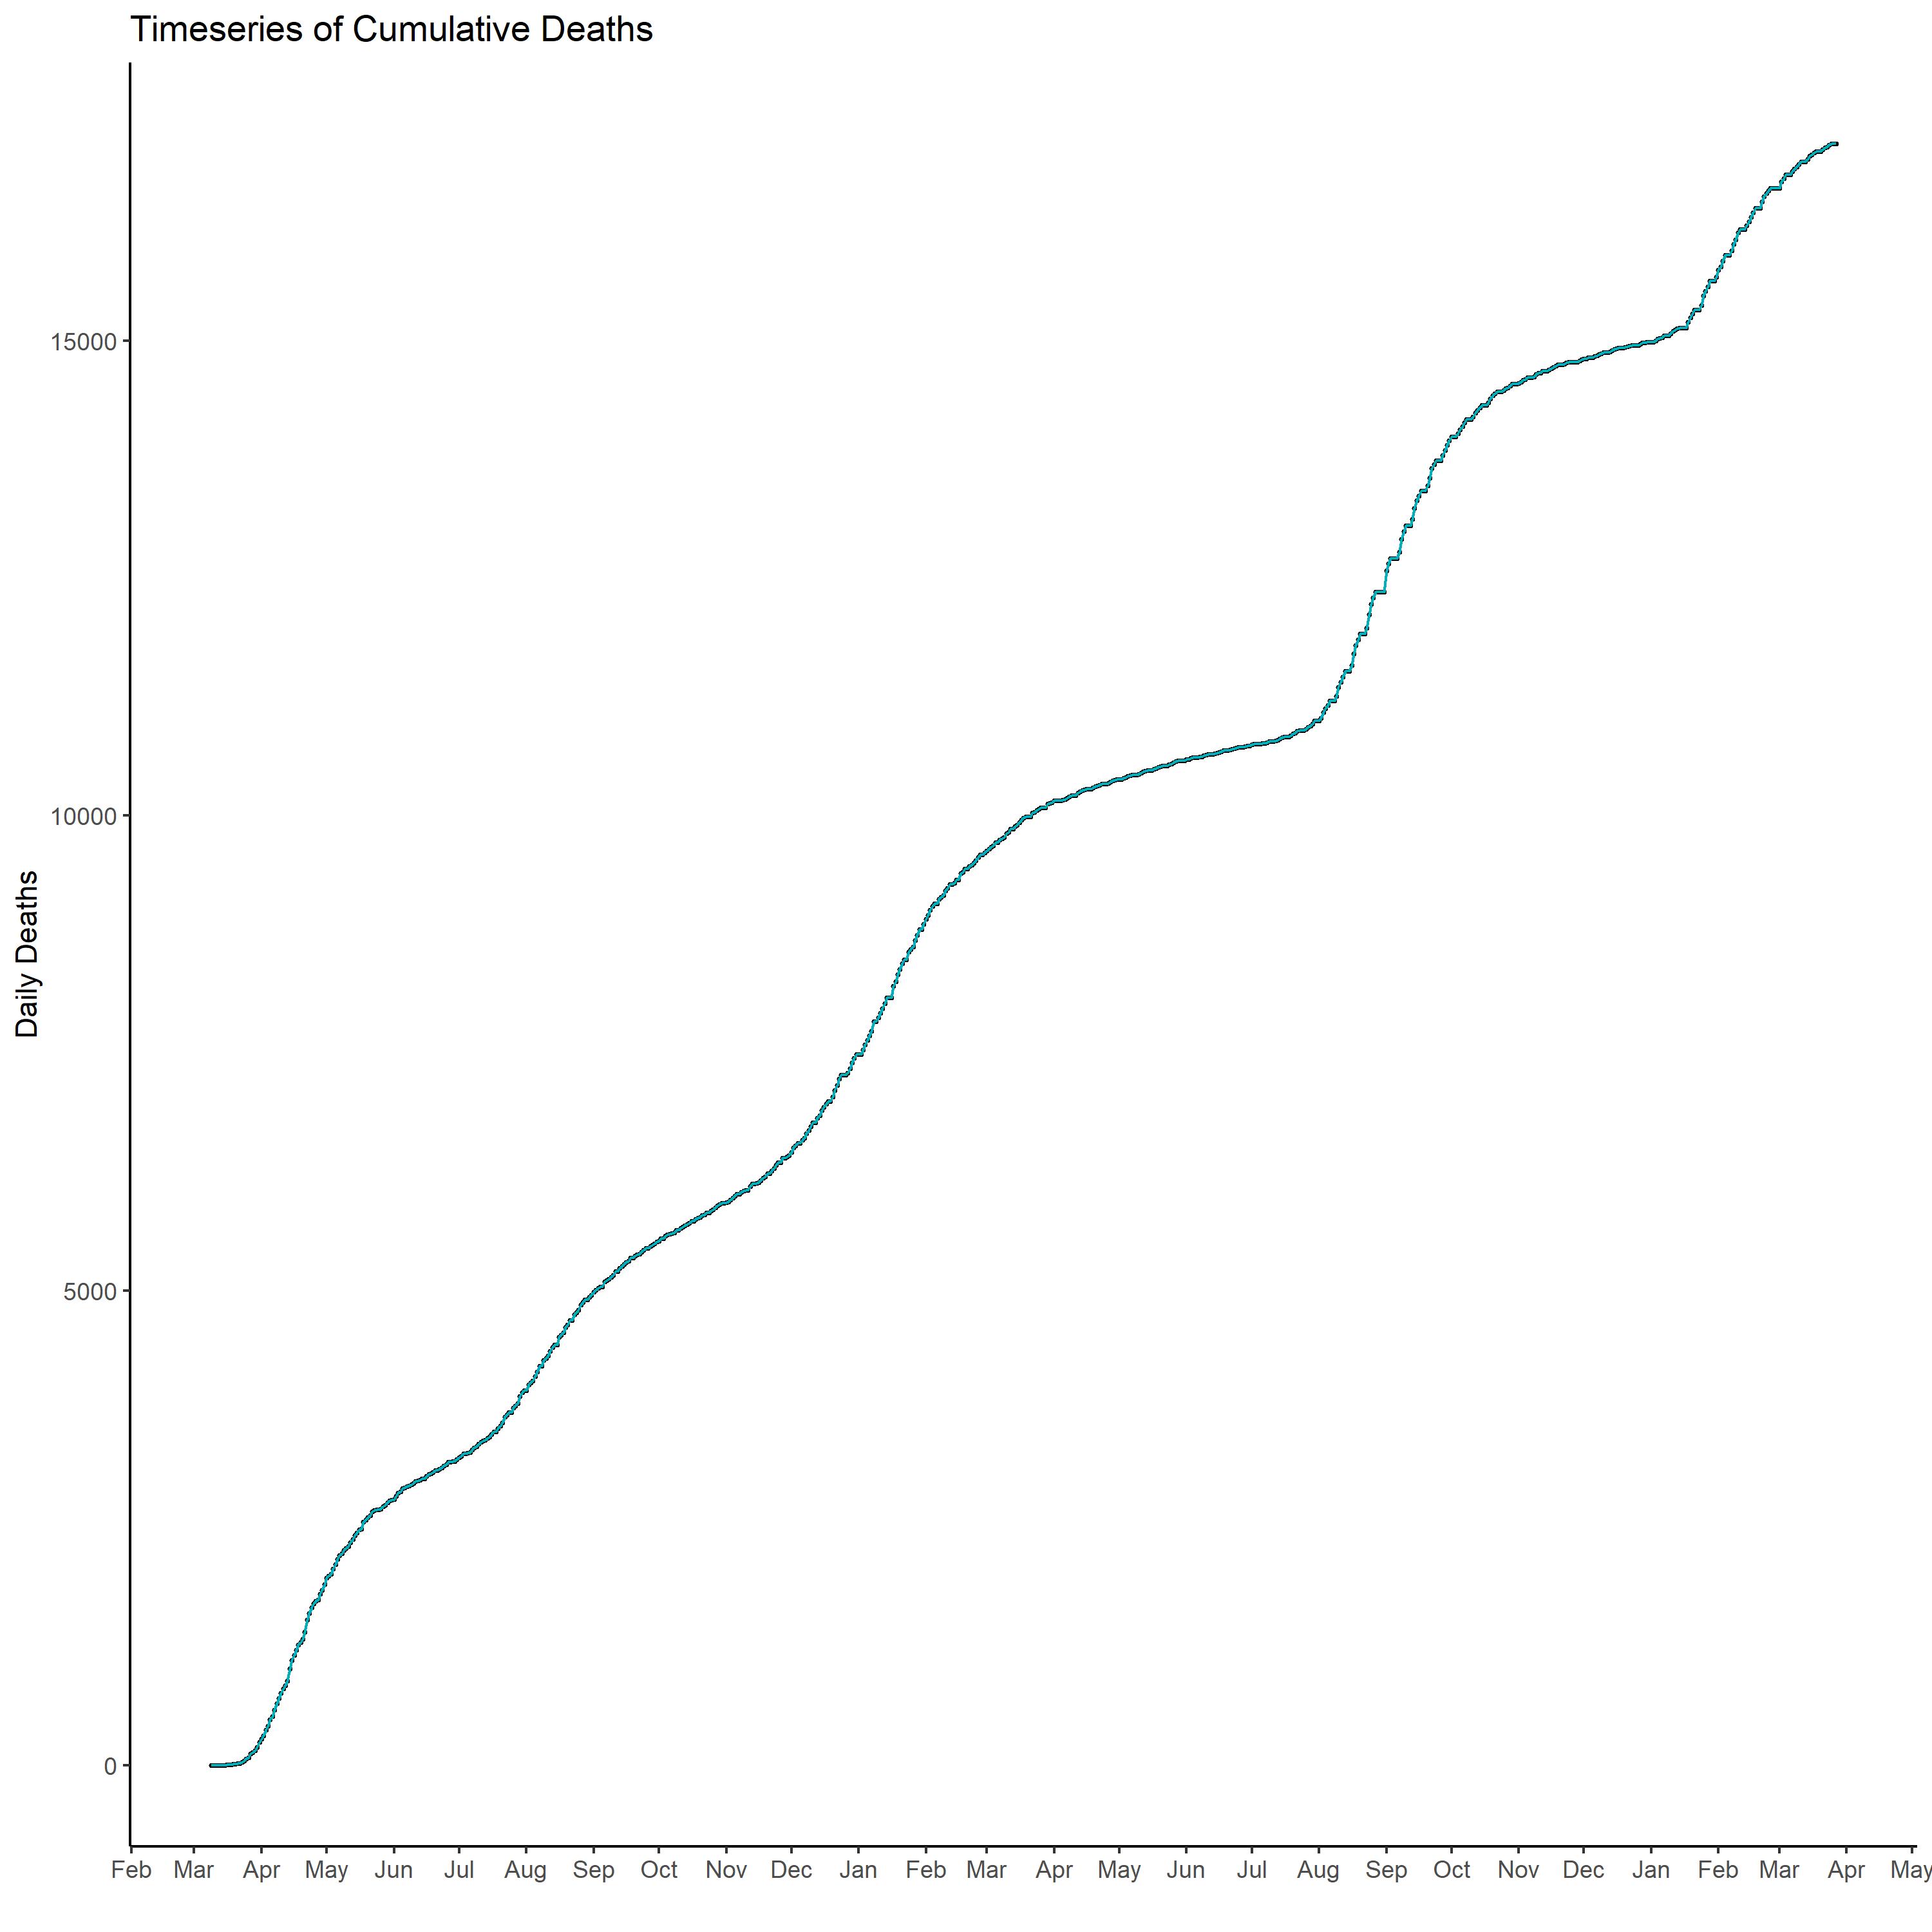 Timeseries of Cumulative Deaths
Daily Deaths
15000
10000
5000
0
Feb Mar Apr May Jun Jul Aug Sep Oct Nov Dec Jan Feb Mar Apr May Jun Jul Aug Sep Oct Nov Dec Jan Feb Mar Apr May